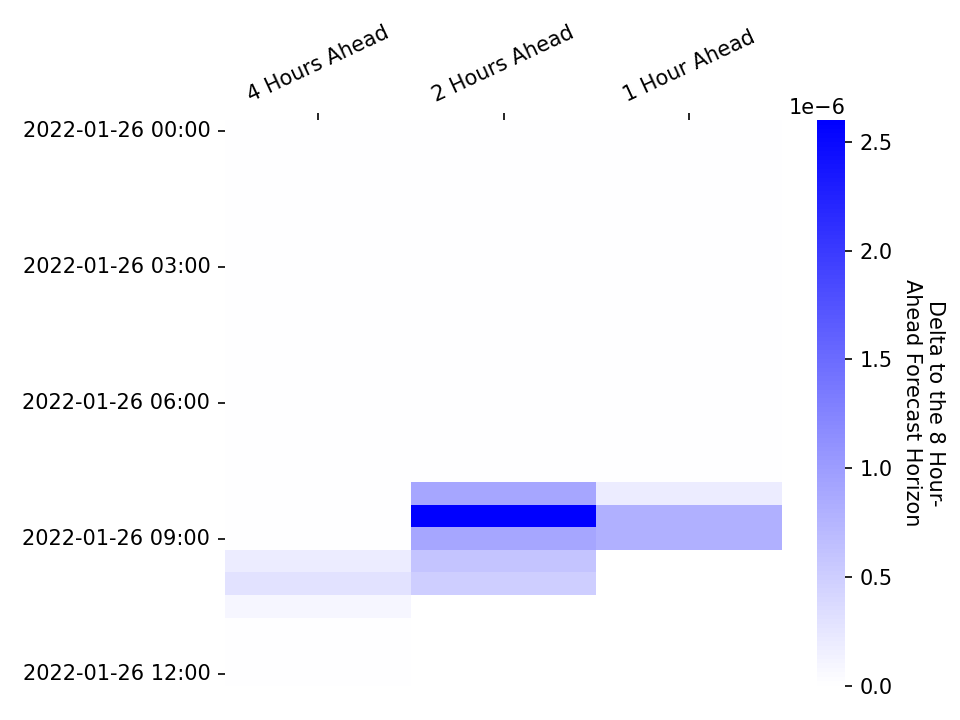 4 Hours Ahead
2 Hours Ahead
1 Hour Ahead
1e−6
2022-01-26 00:00
2022-01-26 03:00
2022-01-26 06:00
2022-01-26 09:00
2022-01-26 12:00
2.5
2.0
1.5
1.0
0.5
0.0
Delta to the 8 Hour-
Ahead Forecast Horizon